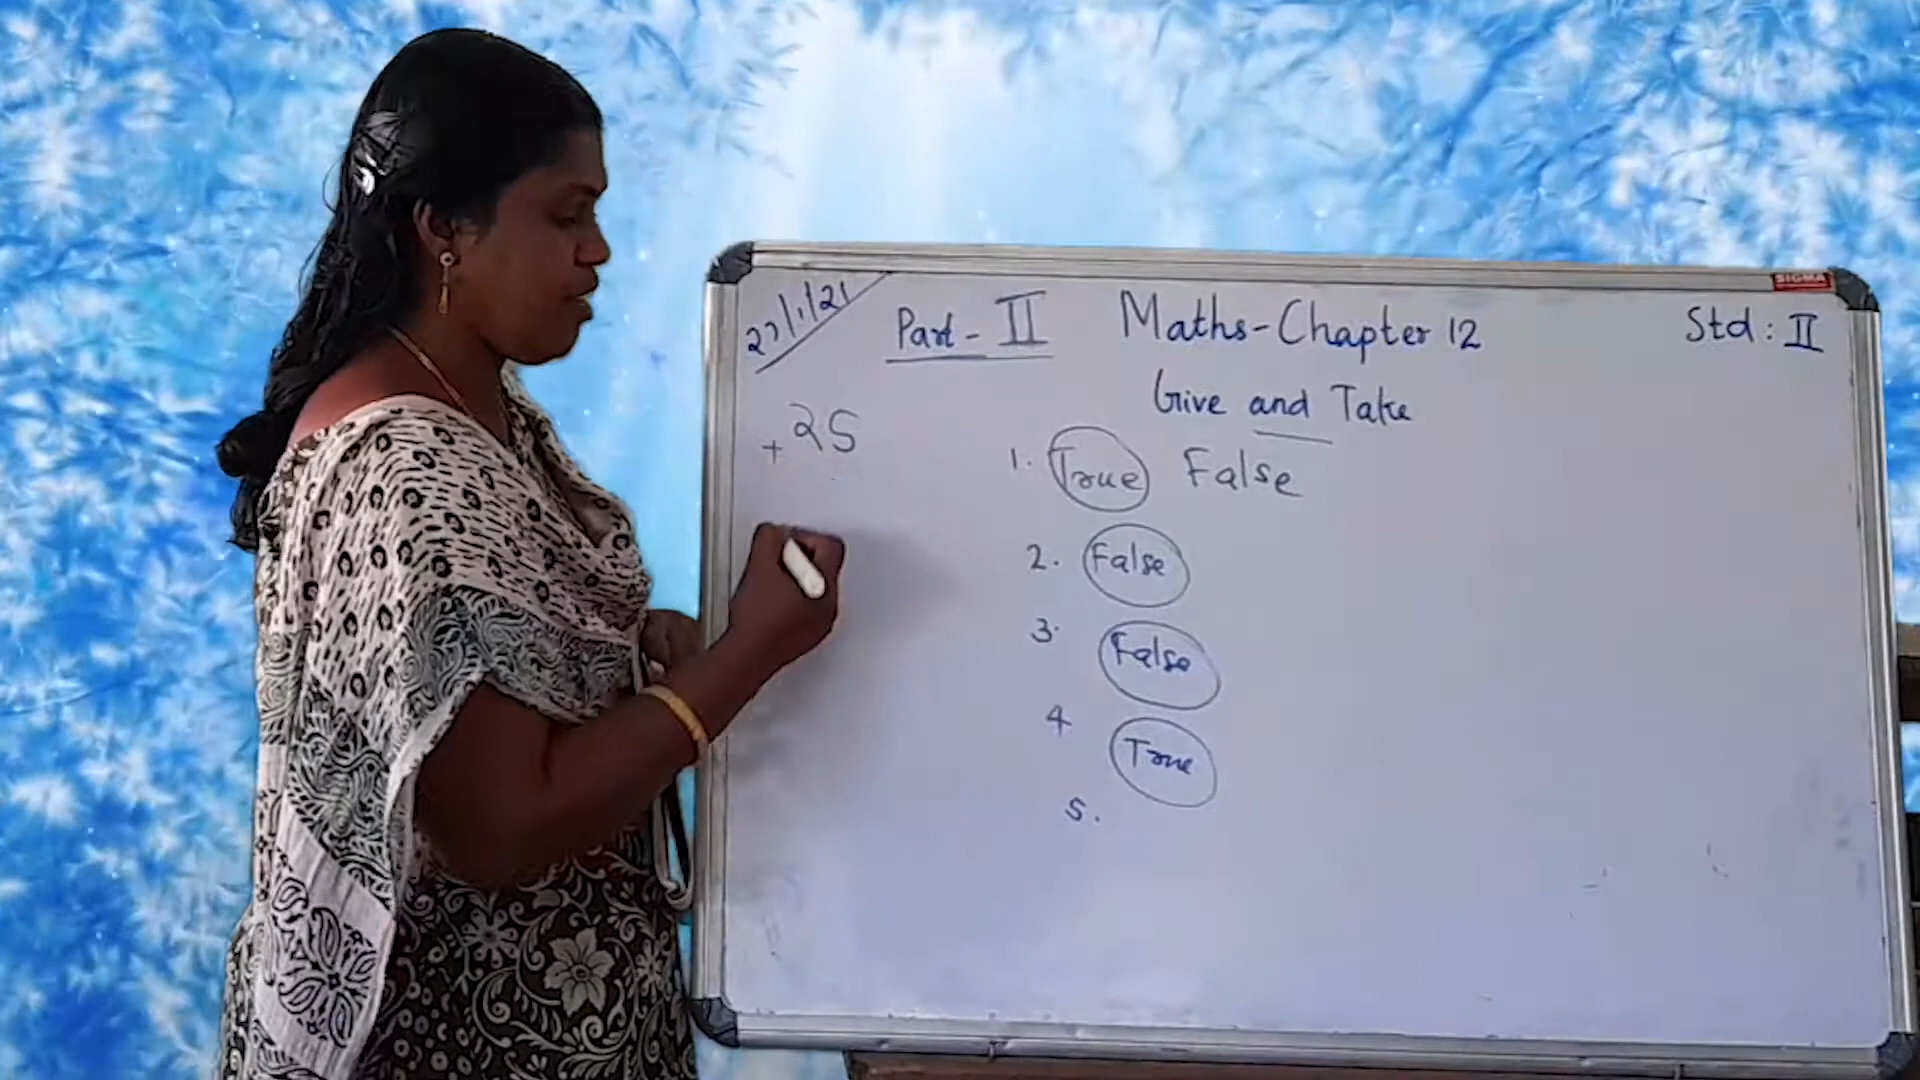 SIGMA
27/1/21
Part - II Maths - Chapter 12 Std : II
Give and Take
+ 25
1. True False
2. False
3. False
4 True
5.